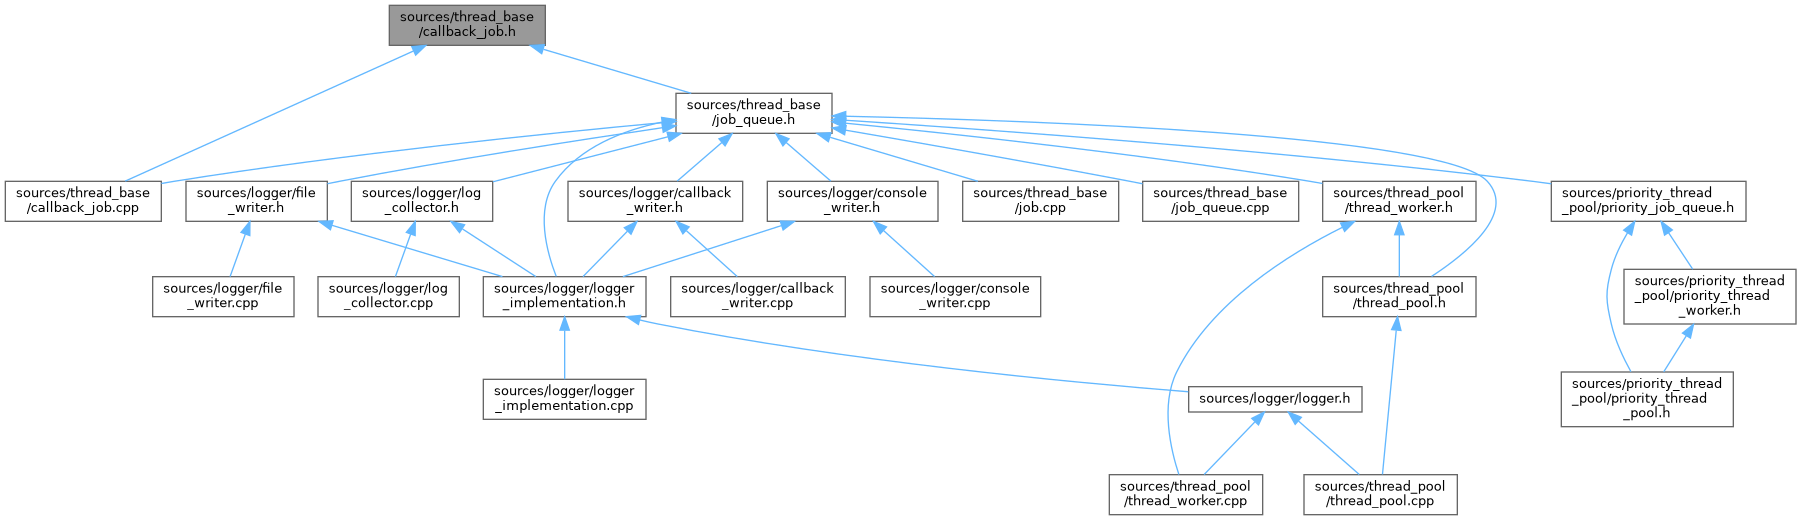 sources/thread_base
/callback_job.h
sources/thread_base
/job_queue.h
sources/thread_base
/callback_job.cpp
sources/logger/file
_writer.h
sources/logger/log
_collector.h
sources/logger/callback
_writer.h
sources/logger/console
_writer.h
sources/thread_base
/job.cpp
sources/thread_base
/job_queue.cpp
sources/thread_pool
/thread_worker.h
sources/priority_thread
_pool/priority_job_queue.h
sources/logger/file
_writer.cpp
sources/logger/log
_collector.cpp
sources/logger/logger
_implementation.h
sources/logger/callback
_writer.cpp
sources/logger/console
_writer.cpp
sources/thread_pool
/thread_pool.h
sources/priority_thread
_pool/priority_thread
_worker.h
sources/logger/logger
_implementation.cpp
sources/logger/logger.h
sources/priority_thread
_pool/priority_thread
_pool.h
sources/thread_pool
/thread_worker.cpp
sources/thread_pool
/thread_pool.cpp